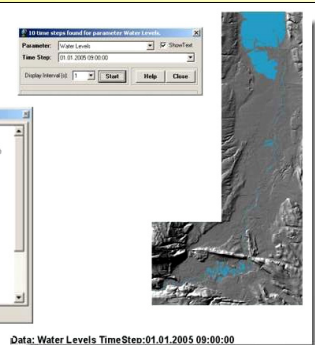 10 time steps found for parameter Water Levels.
Parameter: Water Levels ShowText
Time Step: 01.01.2005 09:00:00
Display Interval (s): 1 Start Help Close
Data: Water Levels TimeStep:01.01.2005 09:00:00